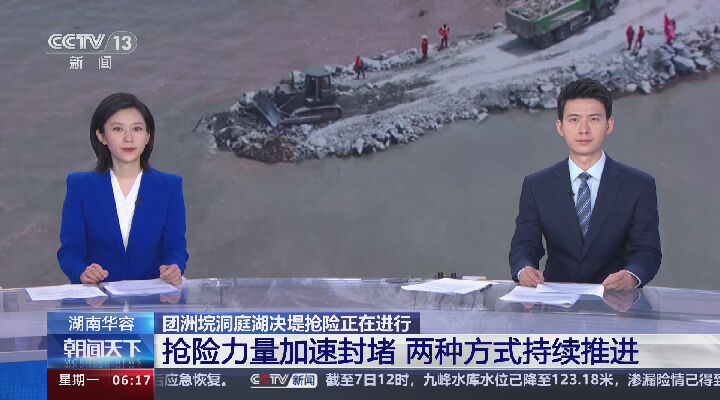 CCTV 13
新闻
湖南华容
团洲垸洞庭湖决堤抢险正在进行
朝闻天下
抢险力量加速封堵 两种方式持续推进
星期一 06:17 后应急恢复。 CCTV 新闻 截至7日12时，九峰水库水位已降至123.18米，渗漏险情已得到